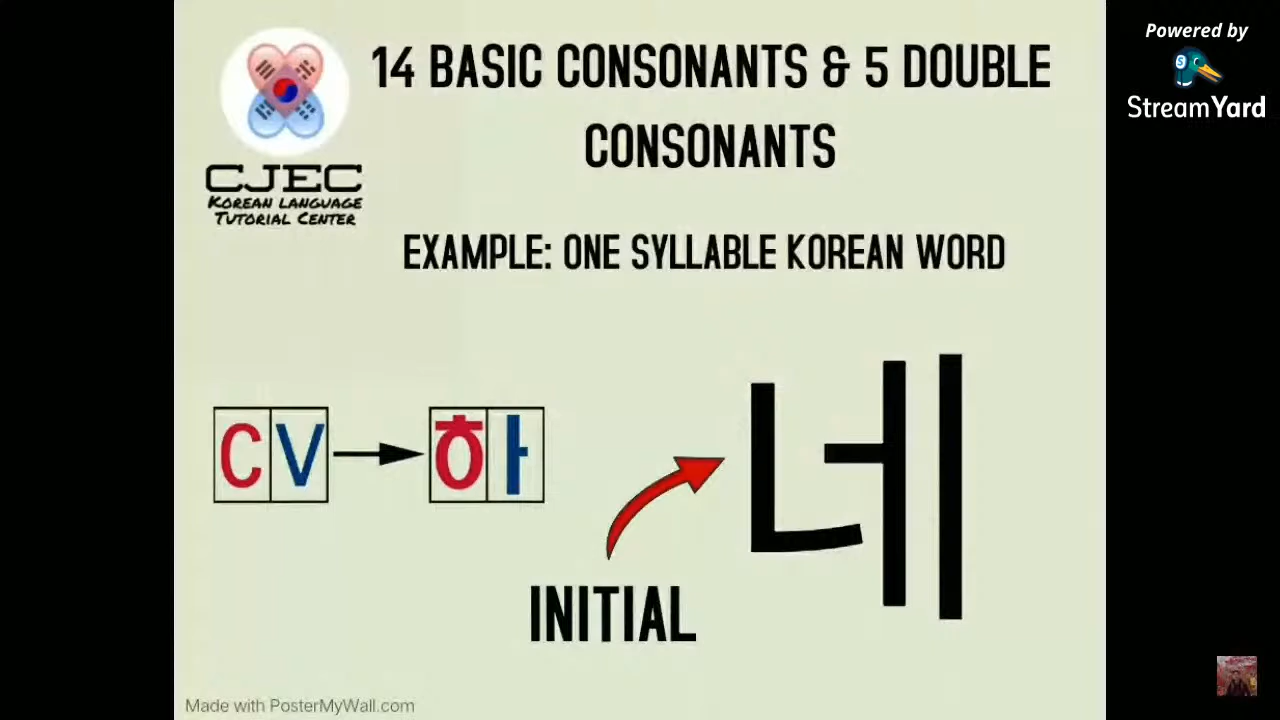 Powered by
StreamYard
14 BASIC CONSONANTS & 5 DOUBLE
CONSONANTS
CJEC
KOREAN LANGUAGE
TUTORIAL CENTER
EXAMPLE: ONE SYLLABLE KOREAN WORD
C V 하
네
INITIAL
Made with PosterMyWall.com